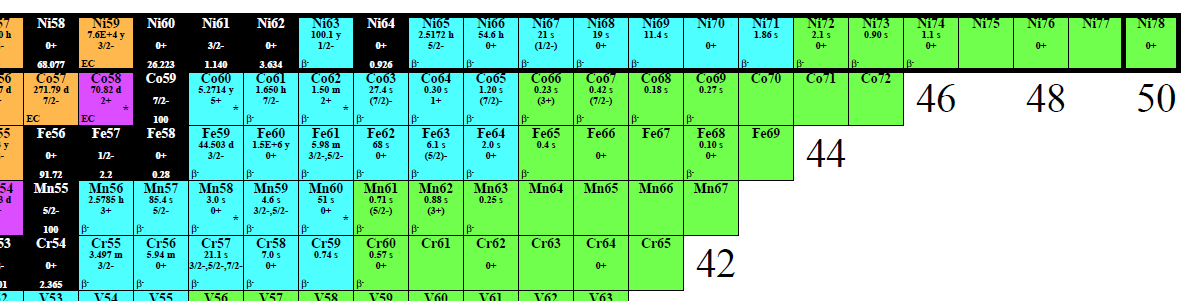 57 Ni58 Ni59 Ni60 Ni61 Ni62 Ni63 Ni64 Ni65 Ni66 Ni67 Ni68 Ni69 Ni70 Ni71 Ni72 Ni73 Ni74 Ni75 Ni76 Ni77 Ni78
0 h 7.6E+4 y 100.1 y 2.5172 h 54.6 h 21 s 19 s 11.4 s 1.86 s 2.1 s 0.90 s 1.1 s
- 0+ 3/2- 0+ 3/2- 0+ 1/2- 0+ 5/2- 0+ (1/2-) 0+ 0+ 0+ 0+ 0+ 0+
68.077 EC 26.223 1.140 3.634 β- 0.926 β- β- β- β- β- β- β- β- β-
56 Co57 Co58 Co59 Co60 Co61 Co62 Co63 Co64 Co65 Co66 Co67 Co68 Co69 Co70 Co71 Co72
7 d 271.79 d 70.82 d 5.2714 y 1.650 h 1.50 m 27.4 s 0.30 s 1.20 s 0.23 s 0.42 s 0.18 s 0.27 s
7/2- 2+ 7/2- 5+ 7/2- 2+ (7/2)- 1+ (7/2)- (3+) (7/2-)
* * * 46 48 50
EC EC 100 β- β- β- β- β- β- β- β- β- β-
55 Fe56 Fe57 Fe58 Fe59 Fe60 Fe61 Fe62 Fe63 Fe64 Fe65 Fe66 Fe67 Fe68 Fe69
y 44.503 d 1.5E+6 y 5.98 m 68 s 6.1 s 2.0 s 0.4 s 0.10 s
- 0+ 1/2- 0+ 3/2- 0+ 3/2-,5/2- 0+ (5/2)- 0+ 0+ 0+
44
91.72 2.2 0.28 β- β- β- β- β- β- β- β-
54 Mn55 Mn56 Mn57 Mn58 Mn59 Mn60 Mn61 Mn62 Mn63 Mn64 Mn65 Mn66 Mn67
3 d 2.5785 h 85.4 s 3.0 s 4.6 s 51 s 0.71 s 0.88 s 0.25 s
5/2- 3+ 5/2- 0+ 3/2-,5/2- 0+ (5/2-) (3+)
* *
100 β- β- β- β- β- β- β- β-
53 Cr54 Cr55 Cr56 Cr57 Cr58 Cr59 Cr60 Cr61 Cr62 Cr63 Cr64 Cr65
3.497 m 5.94 m 21.1 s 7.0 s 0.74 s 0.57 s
- 0+ 3/2- 0+ 3/2-,5/2-,7/2- 0+ 0+ 0+ 0+
42
01 2.365 β- β- β- β- β- β-
2 V53 V54 V55 V56 V57 V58 V59 V60 V61 V62 V63